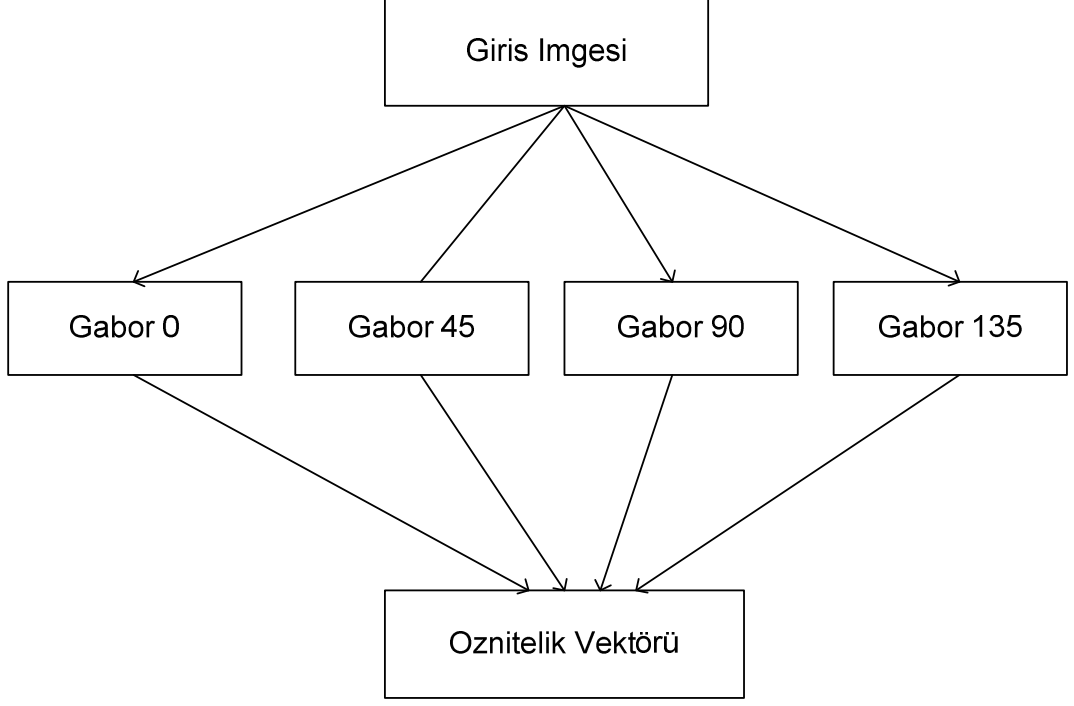 Giris Imgesi
Gabor 0
Gabor 45
Gabor 90
Gabor 135
Oznitelik Vektörü